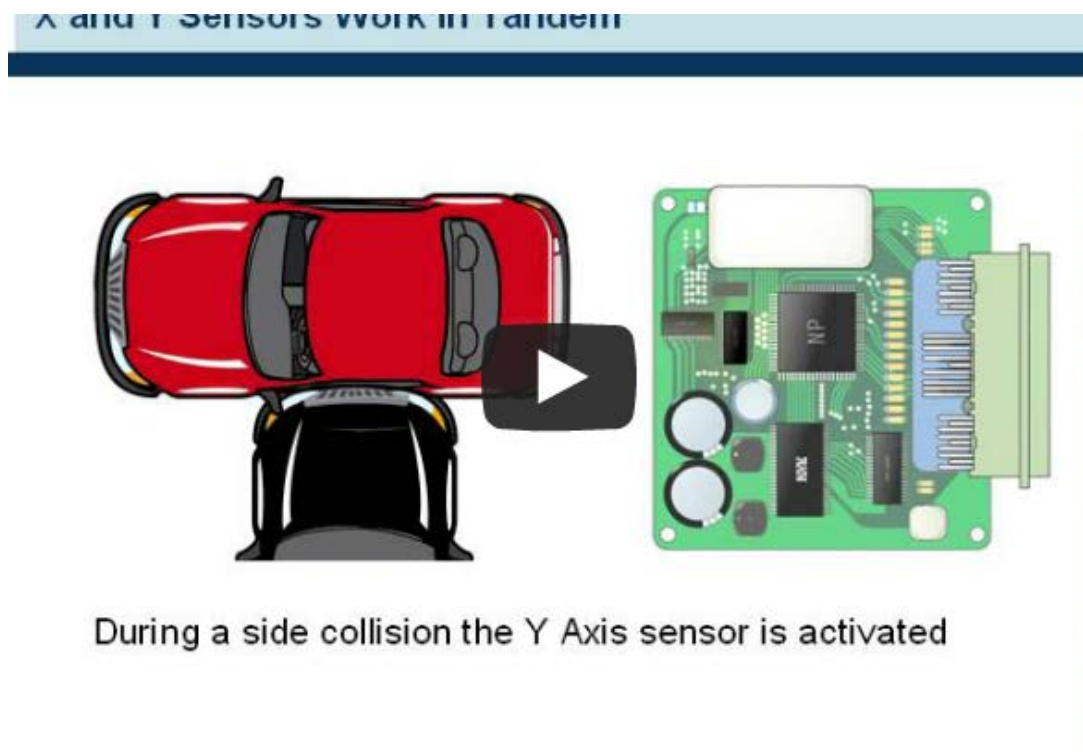 X and Y Sensors Work in Tandem
NP
During a side collision the Y Axis sensor is activated